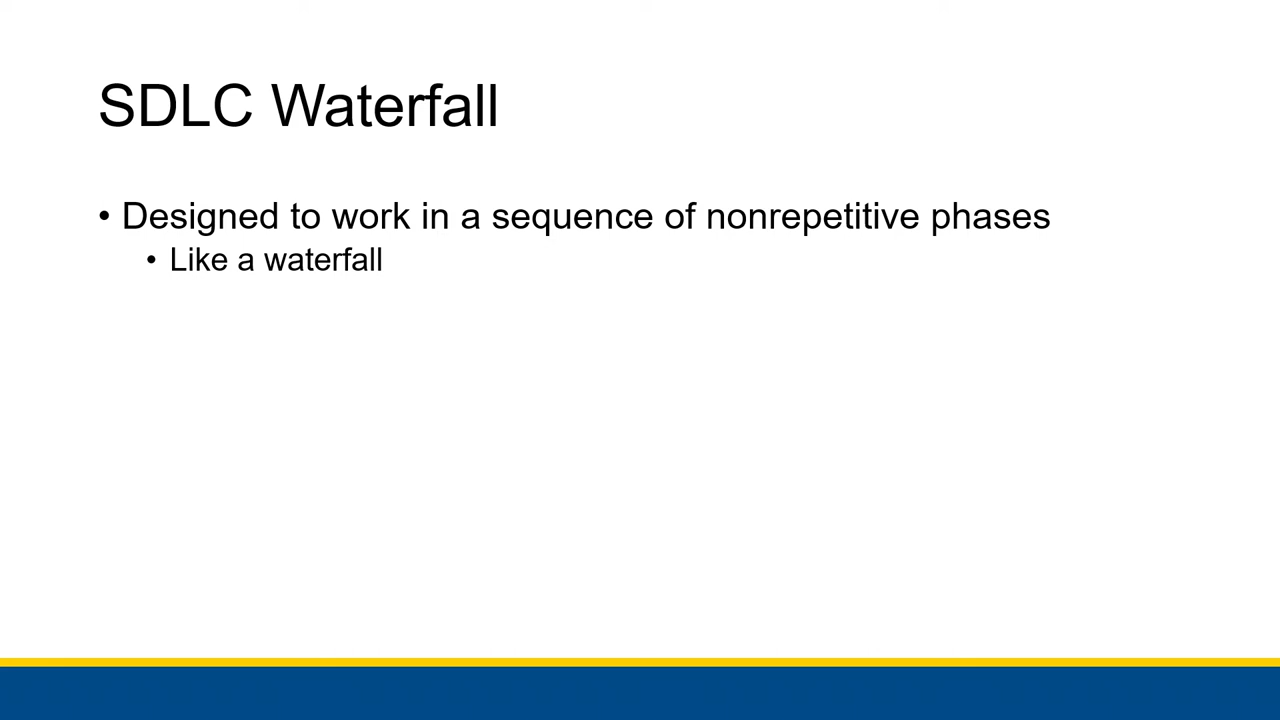 SDLC Waterfall
• Designed to work in a sequence of nonrepetitive phases
• Like a waterfall